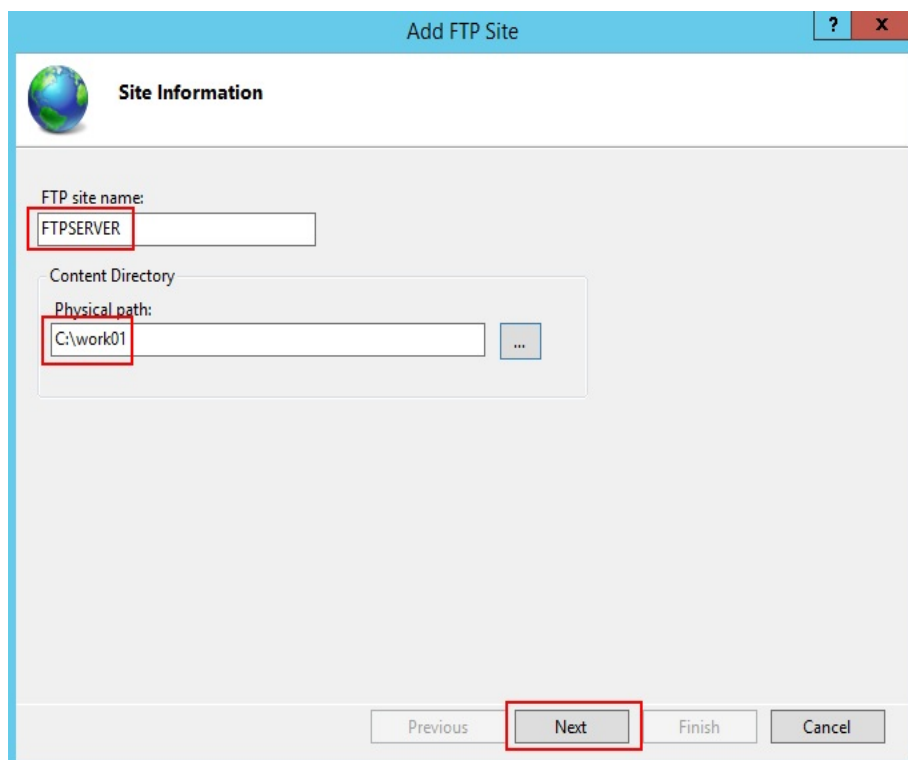 Add FTP Site
? x
Site Information
FTP site name:
FTPSERVER
Content Directory
Physical path:
C:\work01
...
Previous Next Finish Cancel